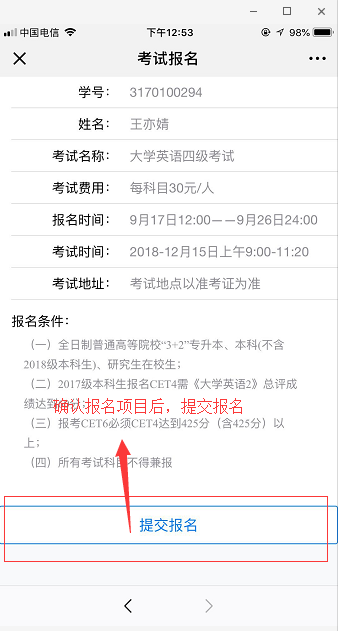 中国电信 下午12:53 98%
考试报名
学号： 3170100294
姓名： 王亦婧
考试名称： 大学英语四级考试
考试费用： 每科目30元/人
报名时间： 9月17日12:00——9月26日24:00
考试时间： 2018-12月15日上午9:00-11:20
考试地址： 考试地点以准考证为准
报名条件：
（一）全日制普通高等院校“3+2”专升本、本科(不含
2018级本科生)、研究生在校生；
（二）2017级本科生报名CET4需《大学英语2》总评成
绩达到
确认报名项目后，提交报名
（三）报考CET6必须CET4达到425分（含425分）以
上；
（四）所有考试科目不得兼报
提交报名